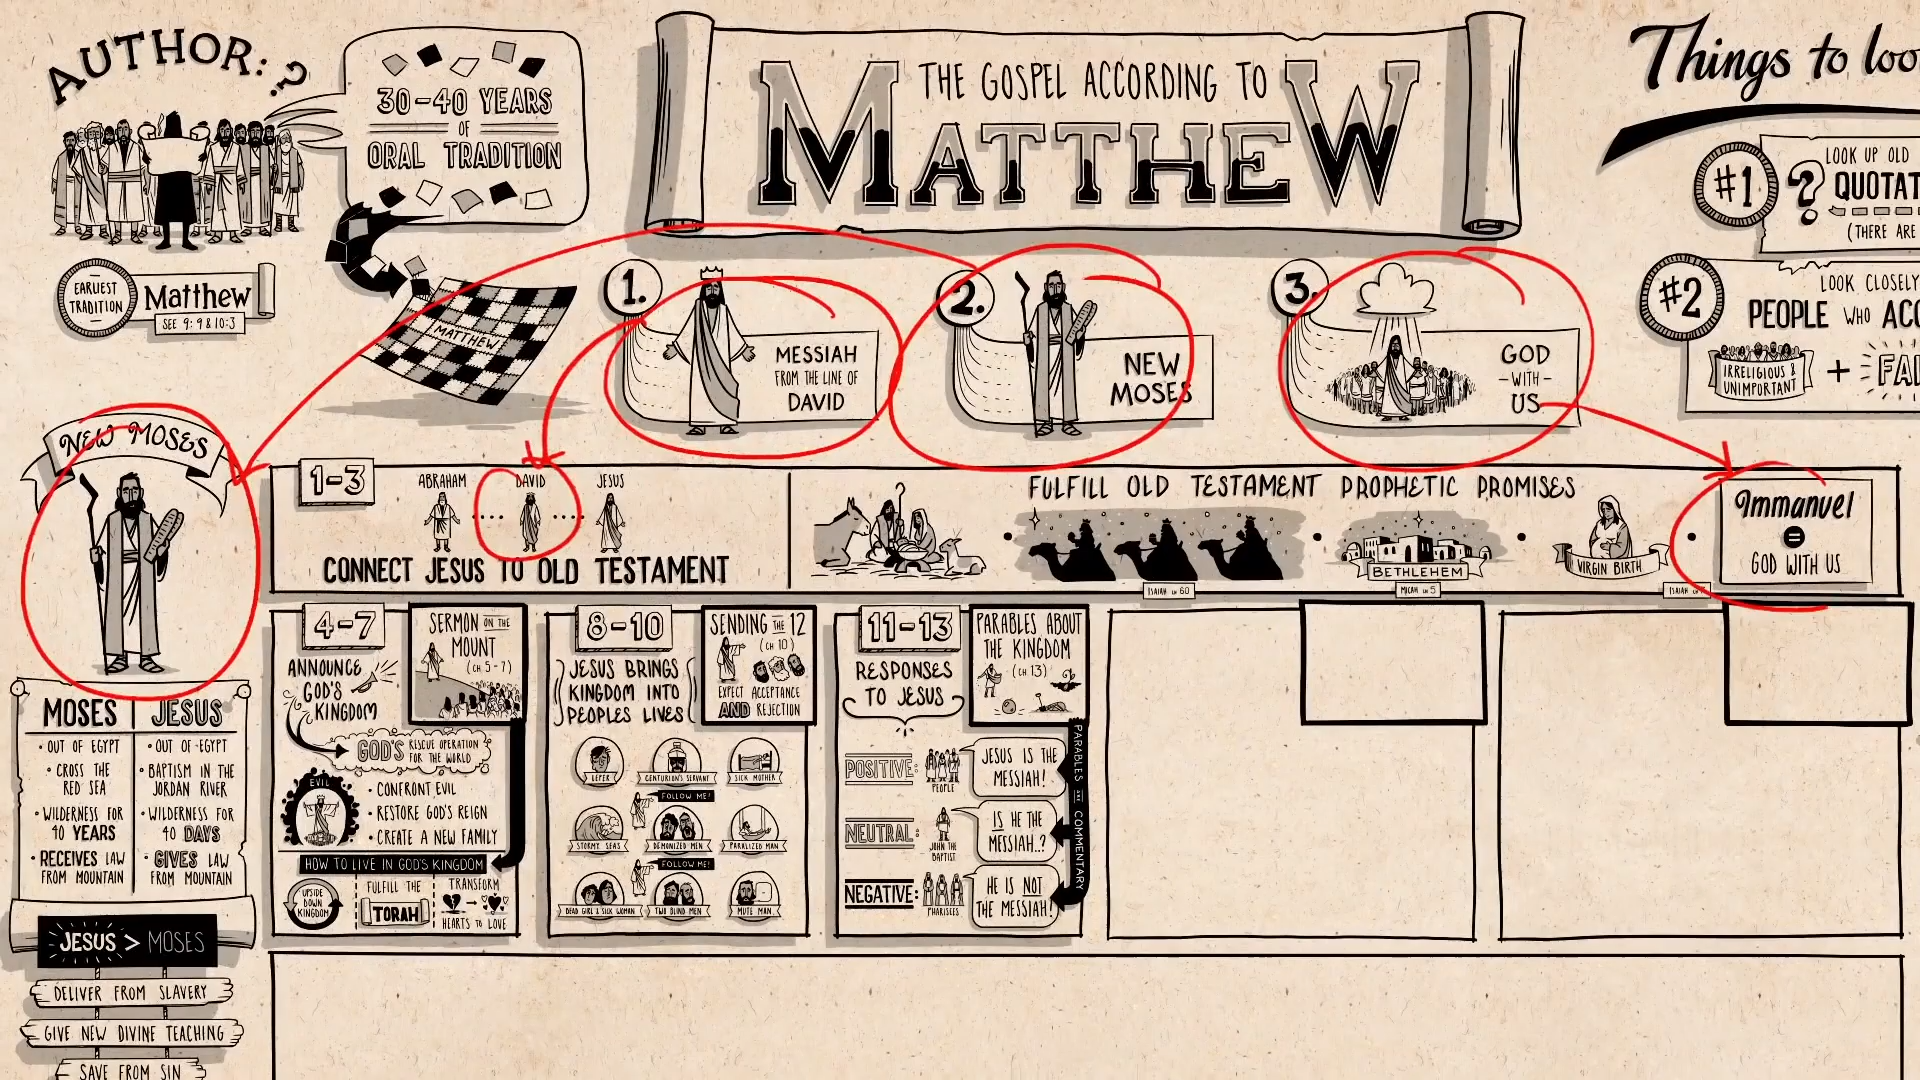 AUTHOR: ?
30-40 YEARS
OF
ORAL TRADITION
EARLIEST
TRADITION
Matthew
SEE 9:9 & 10:3
MATTHEW
THE GOSPEL ACCORDING TO
MATTHEW
1.
MESSIAH
FROM THE LINE OF
DAVID
2.
NEW
MOSES
3.
GOD
-WITH-
US
Things to loo
#1
?
LOOK UP OLD
QUOTAT
(THERE ARE
#2
LOOK CLOSELY
PEOPLE WHO ACC
IRRELIGIOUS &
UNIMPORTANT
+
FAI
NEW MOSES
MOSES
• OUT OF EGYPT
• CROSS THE
RED SEA
• WILDERNESS FOR
40 YEARS
• RECEIVES LAW
FROM MOUNTAIN
JESUS
• OUT OF EGYPT
• BAPTISM IN THE
JORDAN RIVER
• WILDERNESS FOR
40 DAYS
• GIVES LAW
FROM MOUNTAIN
JESUS > MOSES
DELIVER FROM SLAVERY
GIVE NEW DIVINE TEACHING
SAVE FROM SIN
1-3
ABRAHAM
DAVID
JESUS
CONNECT JESUS TO OLD TESTAMENT
FULFILL OLD TESTAMENT PROPHETIC PROMISES
ISAIAH CH 60
BETHLEHEM
MICAH CH 5
VIRGIN BIRTH
ISAIAH CH
Immanuel
=
GOD WITH US
4-7
ANNOUNCE
GOD'S
KINGDOM
SERMON ON THE
MOUNT
(CH 5-7)
GOD'S RESCUE OPERATION
FOR THE WORLD
EVIL
• CONFRONT EVIL
• RESTORE GOD'S REIGN
• CREATE A NEW FAMILY
HOW TO LIVE IN GOD'S KINGDOM
UPSIDE
DOWN
KINGDOM
FULFILL THE
TORAH
TRANSFORM
HEARTS TO LOVE
8-10
JESUS BRINGS
KINGDOM INTO
PEOPLES LIVES
SENDING THE 12
(CH 10)
EXPECT ACCEPTANCE
AND REJECTION
LEPER
CENTURION'S SERVANT
SICK MOTHER
FOLLOW ME!
STORMY SEAS
DEMONIZED MEN
PARALIZED MAN
FOLLOW ME!
DEAD GIRL & SICK WOMAN
TWO BLIND MEN
MUTE MAN
11-13
RESPONSES
TO JESUS
PARABLES ABOUT
THE KINGDOM
(CH 13)
POSITIVE:
PEOPLE
JESUS IS THE
MESSIAH!
NEUTRAL:
JOHN THE
BAPTIST
IS HE THE
MESSIAH..?
NEGATIVE:
PHARISEES
HE IS NOT
THE MESSIAH!
PARABLES ARE COMMENTARY